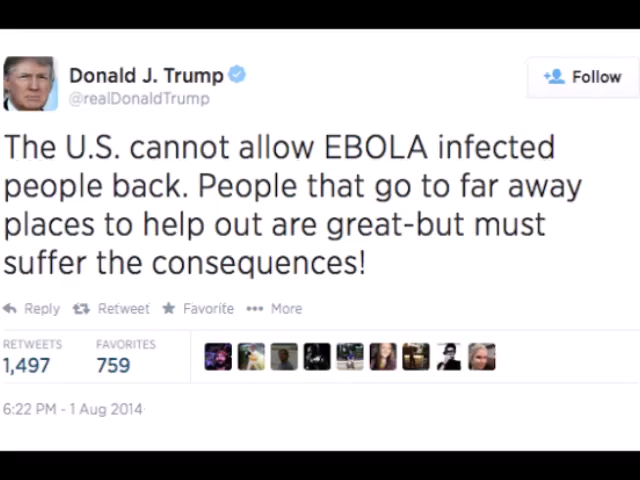 Donald J. Trump
@realDonaldTrump
Follow
The U.S. cannot allow EBOLA infected
people back. People that go to far away
places to help out are great-but must
suffer the consequences!
Reply Retweet Favorite More
RETWEETS FAVORITES
1,497 759
6:22 PM - 1 Aug 2014